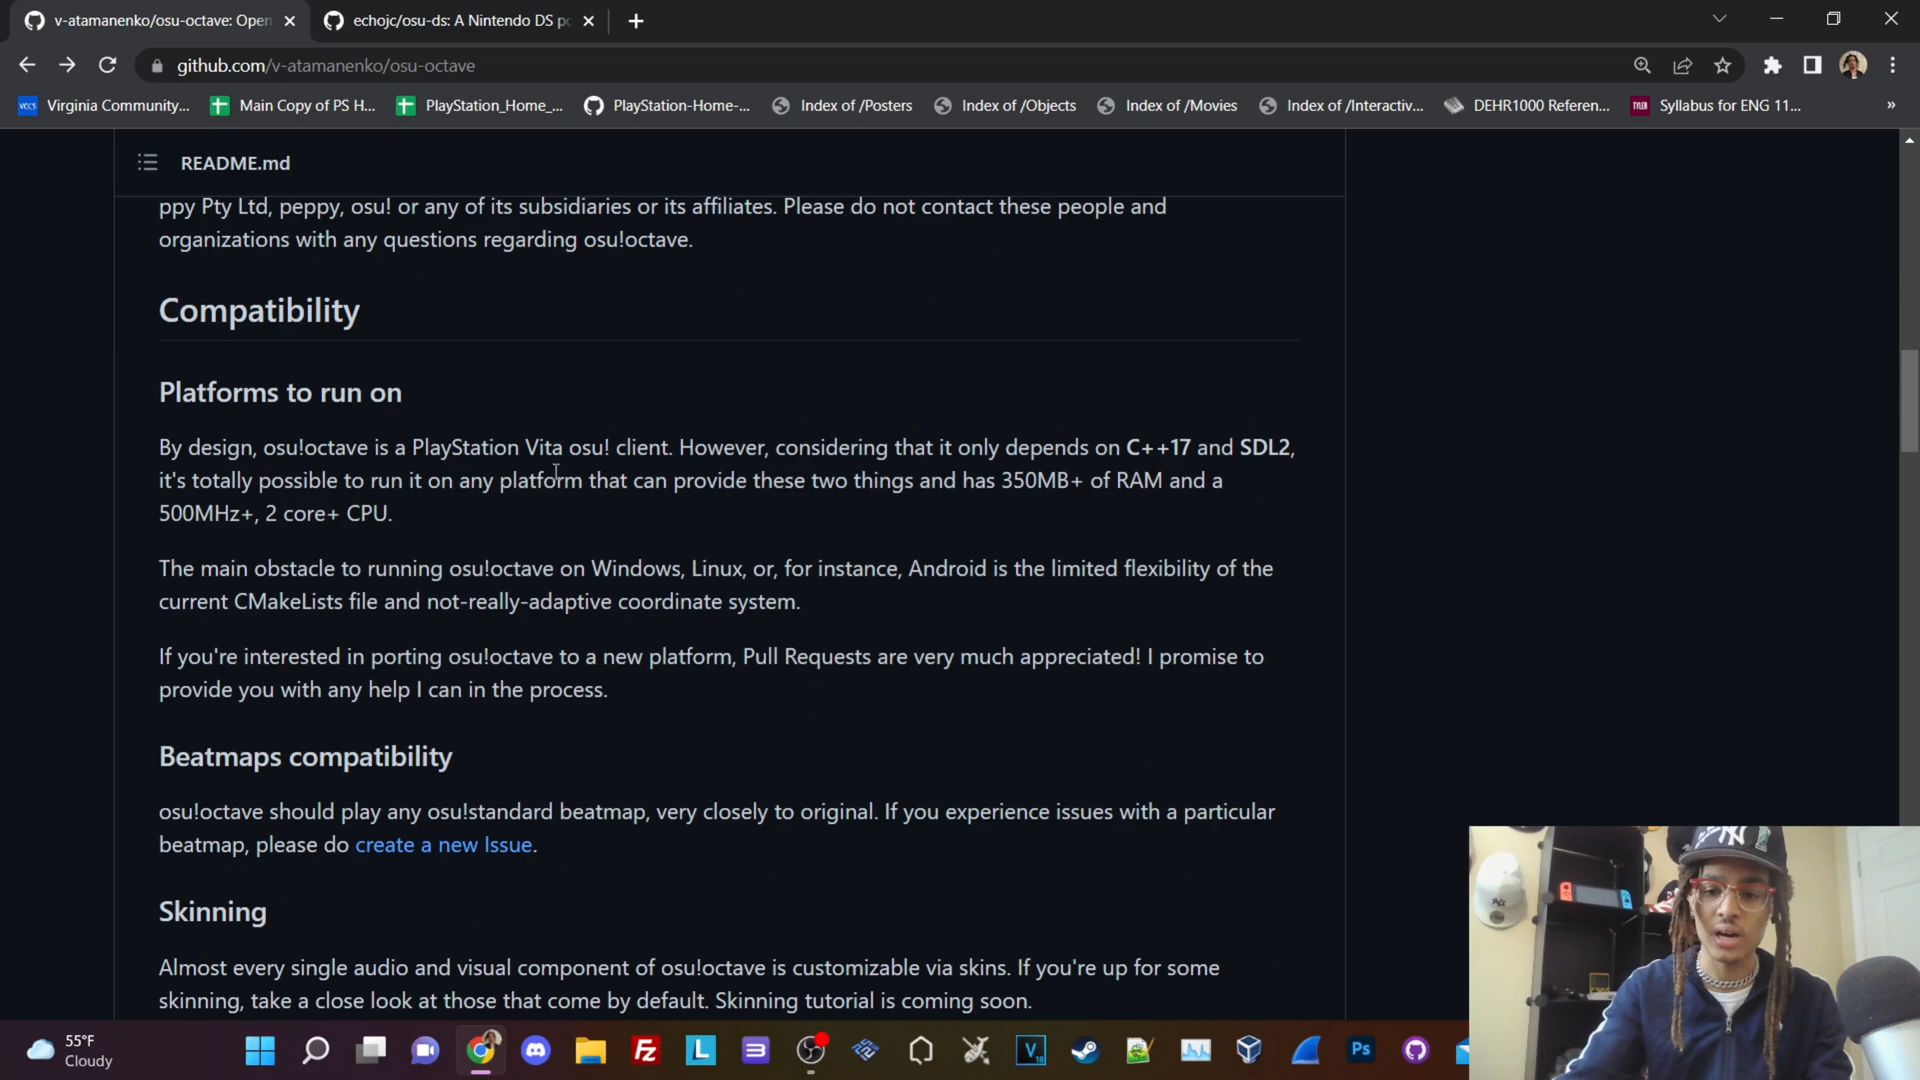 v-atamanenko/osu-octave: Open
echojc/osu-ds: A Nintendo DS po
github.com/v-atamanenko/osu-octave
Virginia Community...
Main Copy of PS H...
PlayStation_Home_...
PlayStation-Home-...
Index of /Posters
Index of /Objects
Index of /Movies
Index of /Interactiv...
DEHR1000 Referen...
Syllabus for ENG 11...
README.md
ppy Pty Ltd, peppy, osu! or any of its subsidiaries or its affiliates. Please do not contact these people and
organizations with any questions regarding osu!octave.
Compatibility
Platforms to run on
By design, osu!octave is a PlayStation Vita osu! client. However, considering that it only depends on C++17 and SDL2,
it's totally possible to run it on any platform that can provide these two things and has 350MB+ of RAM and a
500MHz+, 2 core+ CPU.
The main obstacle to running osu!octave on Windows, Linux, or, for instance, Android is the limited flexibility of the
current CMakeLists file and not-really-adaptive coordinate system.
If you're interested in porting osu!octave to a new platform, Pull Requests are very much appreciated! I promise to
provide you with any help I can in the process.
Beatmaps compatibility
osu!octave should play any osu!standard beatmap, very closely to original. If you experience issues with a particular
beatmap, please do create a new Issue.
Skinning
Almost every single audio and visual component of osu!octave is customizable via skins. If you're up for some
skinning, take a close look at those that come by default. Skinning tutorial is coming soon.
55°F
Cloudy